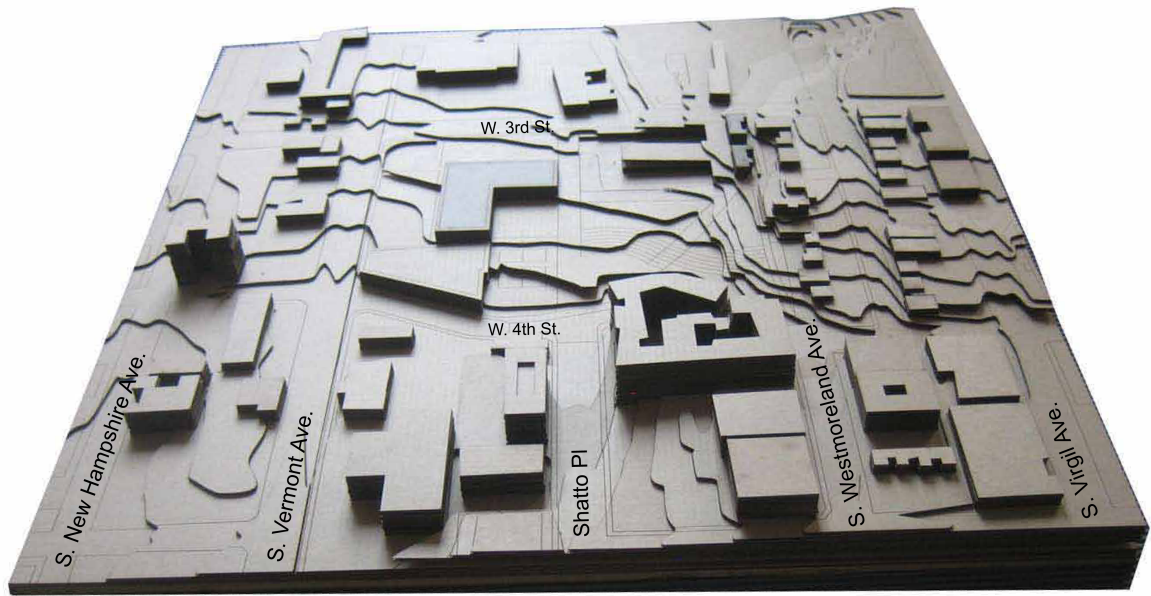 W. 3rd St.
W. 4th St.
S. New Hampshire Ave.
S. Vermont Ave.
Shatto Pl
S. Westmoreland Ave.
S. Virgil Ave.